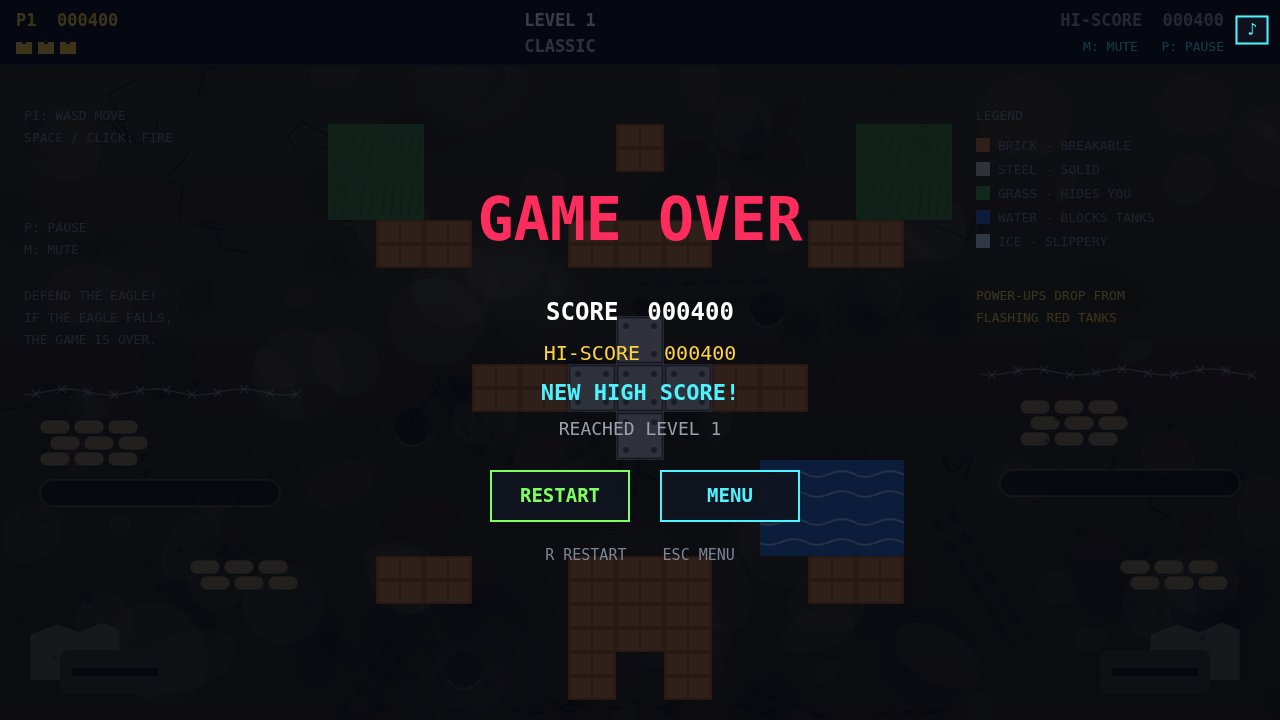 P1 000400
LEVEL 1
CLASSIC
HI-SCORE 000400
M: MUTE P: PAUSE
♪
P1: WASD MOVE
SPACE / CLICK: FIRE
P: PAUSE
M: MUTE
DEFEND THE EAGLE!
IF THE EAGLE FALLS,
THE GAME IS OVER.
LEGEND
BRICK - BREAKABLE
STEEL - SOLID
GRASS - HIDES YOU
WATER - BLOCKS TANKS
ICE - SLIPPERY
POWER-UPS DROP FROM
FLASHING RED TANKS
GAME OVER
SCORE 000400
HI-SCORE 000400
NEW HIGH SCORE!
REACHED LEVEL 1
RESTART
MENU
R RESTART ESC MENU